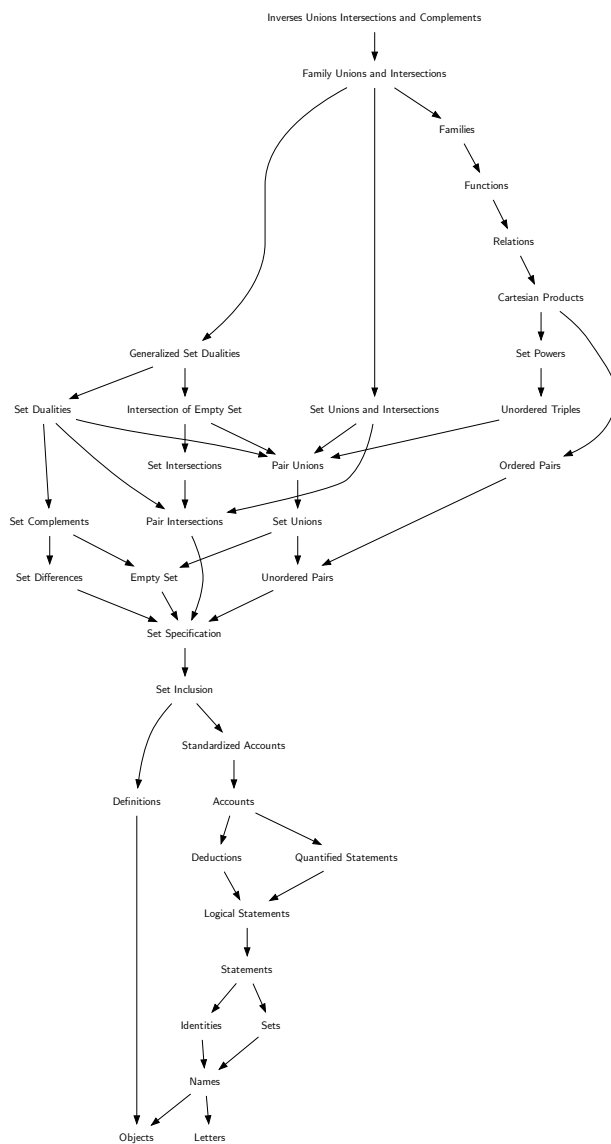 Inverses Unions Intersections and Complements
Family Unions and Intersections
Families
Functions
Relations
Cartesian Products
Generalized Set Dualities
Set Powers
Set Dualities
Intersection of Empty Set
Set Unions and Intersections
Unordered Triples
Set Intersections
Pair Unions
Ordered Pairs
Set Complements
Pair Intersections
Set Unions
Set Differences
Empty Set
Unordered Pairs
Set Specification
Set Inclusion
Standardized Accounts
Definitions
Accounts
Deductions
Quantified Statements
Logical Statements
Statements
Identities
Sets
Names
Objects
Letters